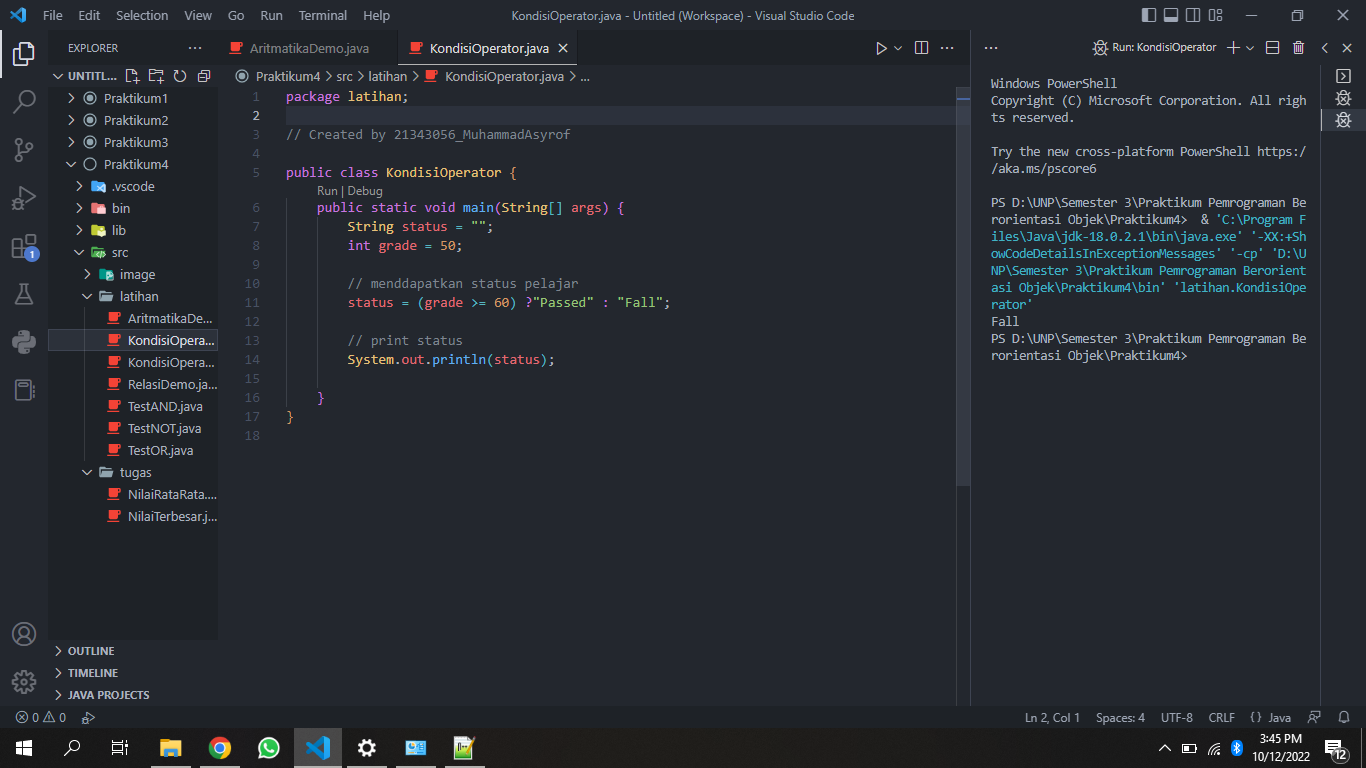 File Edit Selection View Go Run Terminal Help
KondisiOperator.java - Untitled (Workspace) - Visual Studio Code
EXPLORER
UNTITL...
Praktikum1
Praktikum2
Praktikum3
Praktikum4
.vscode
bin
lib
src
image
latihan
AritmatikaDe...
KondisiOpera...
KondisiOpera...
RelasiDemo.ja...
TestAND.java
TestNOT.java
TestOR.java
tugas
NilaiRataRata....
NilaiTerbesar.j...
OUTLINE
TIMELINE
JAVA PROJECTS
1
AritmatikaDemo.java
KondisiOperator.java
Praktikum4 > src > latihan > KondisiOperator.java > ...
1 package latihan;
2
3 // Created by 21343056_MuhammadAsyrof
4
5 public class KondisiOperator {
Run | Debug
6 public static void main(String[] args) {
7 String status = "";
8 int grade = 50;
9
10 // menddapatkan status pelajar
11 status = (grade >= 60) ?"Passed" : "Fall";
12
13 // print status
14 System.out.println(status);
15
16 }
17 }
18
Run: KondisiOperator
Windows PowerShell
Copyright (C) Microsoft Corporation. All righ
ts reserved.
Try the new cross-platform PowerShell https:/
/aka.ms/pscore6
PS D:\UNP\Semester 3\Praktikum Pemrograman Be
rorientasi Objek\Praktikum4>  & 'C:\Program F
iles\Java\jdk-18.0.2.1\bin\java.exe' '-XX:+Sh
owCodeDetailsInExceptionMessages' '-cp' 'D:\U
NP\Semester 3\Praktikum Pemrograman Berorient
asi Objek\Praktikum4\bin' 'latihan.KondisiOpe
rator'
Fall
PS D:\UNP\Semester 3\Praktikum Pemrograman Be
rorientasi Objek\Praktikum4>
0 0
Ln 2, Col 1 Spaces: 4 UTF-8 CRLF {} Java
3:45 PM
10/12/2022
12